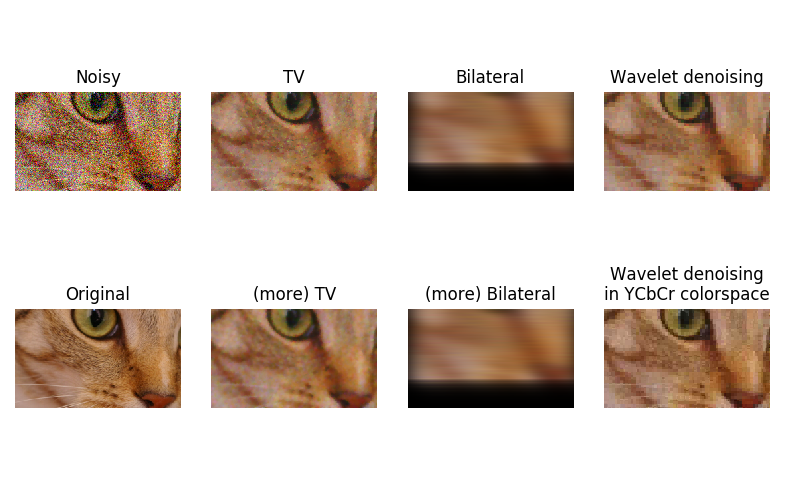 Noisy
TV
Bilateral
Wavelet denoising
Original
(more) TV
(more) Bilateral
Wavelet denoising
in YCbCr colorspace